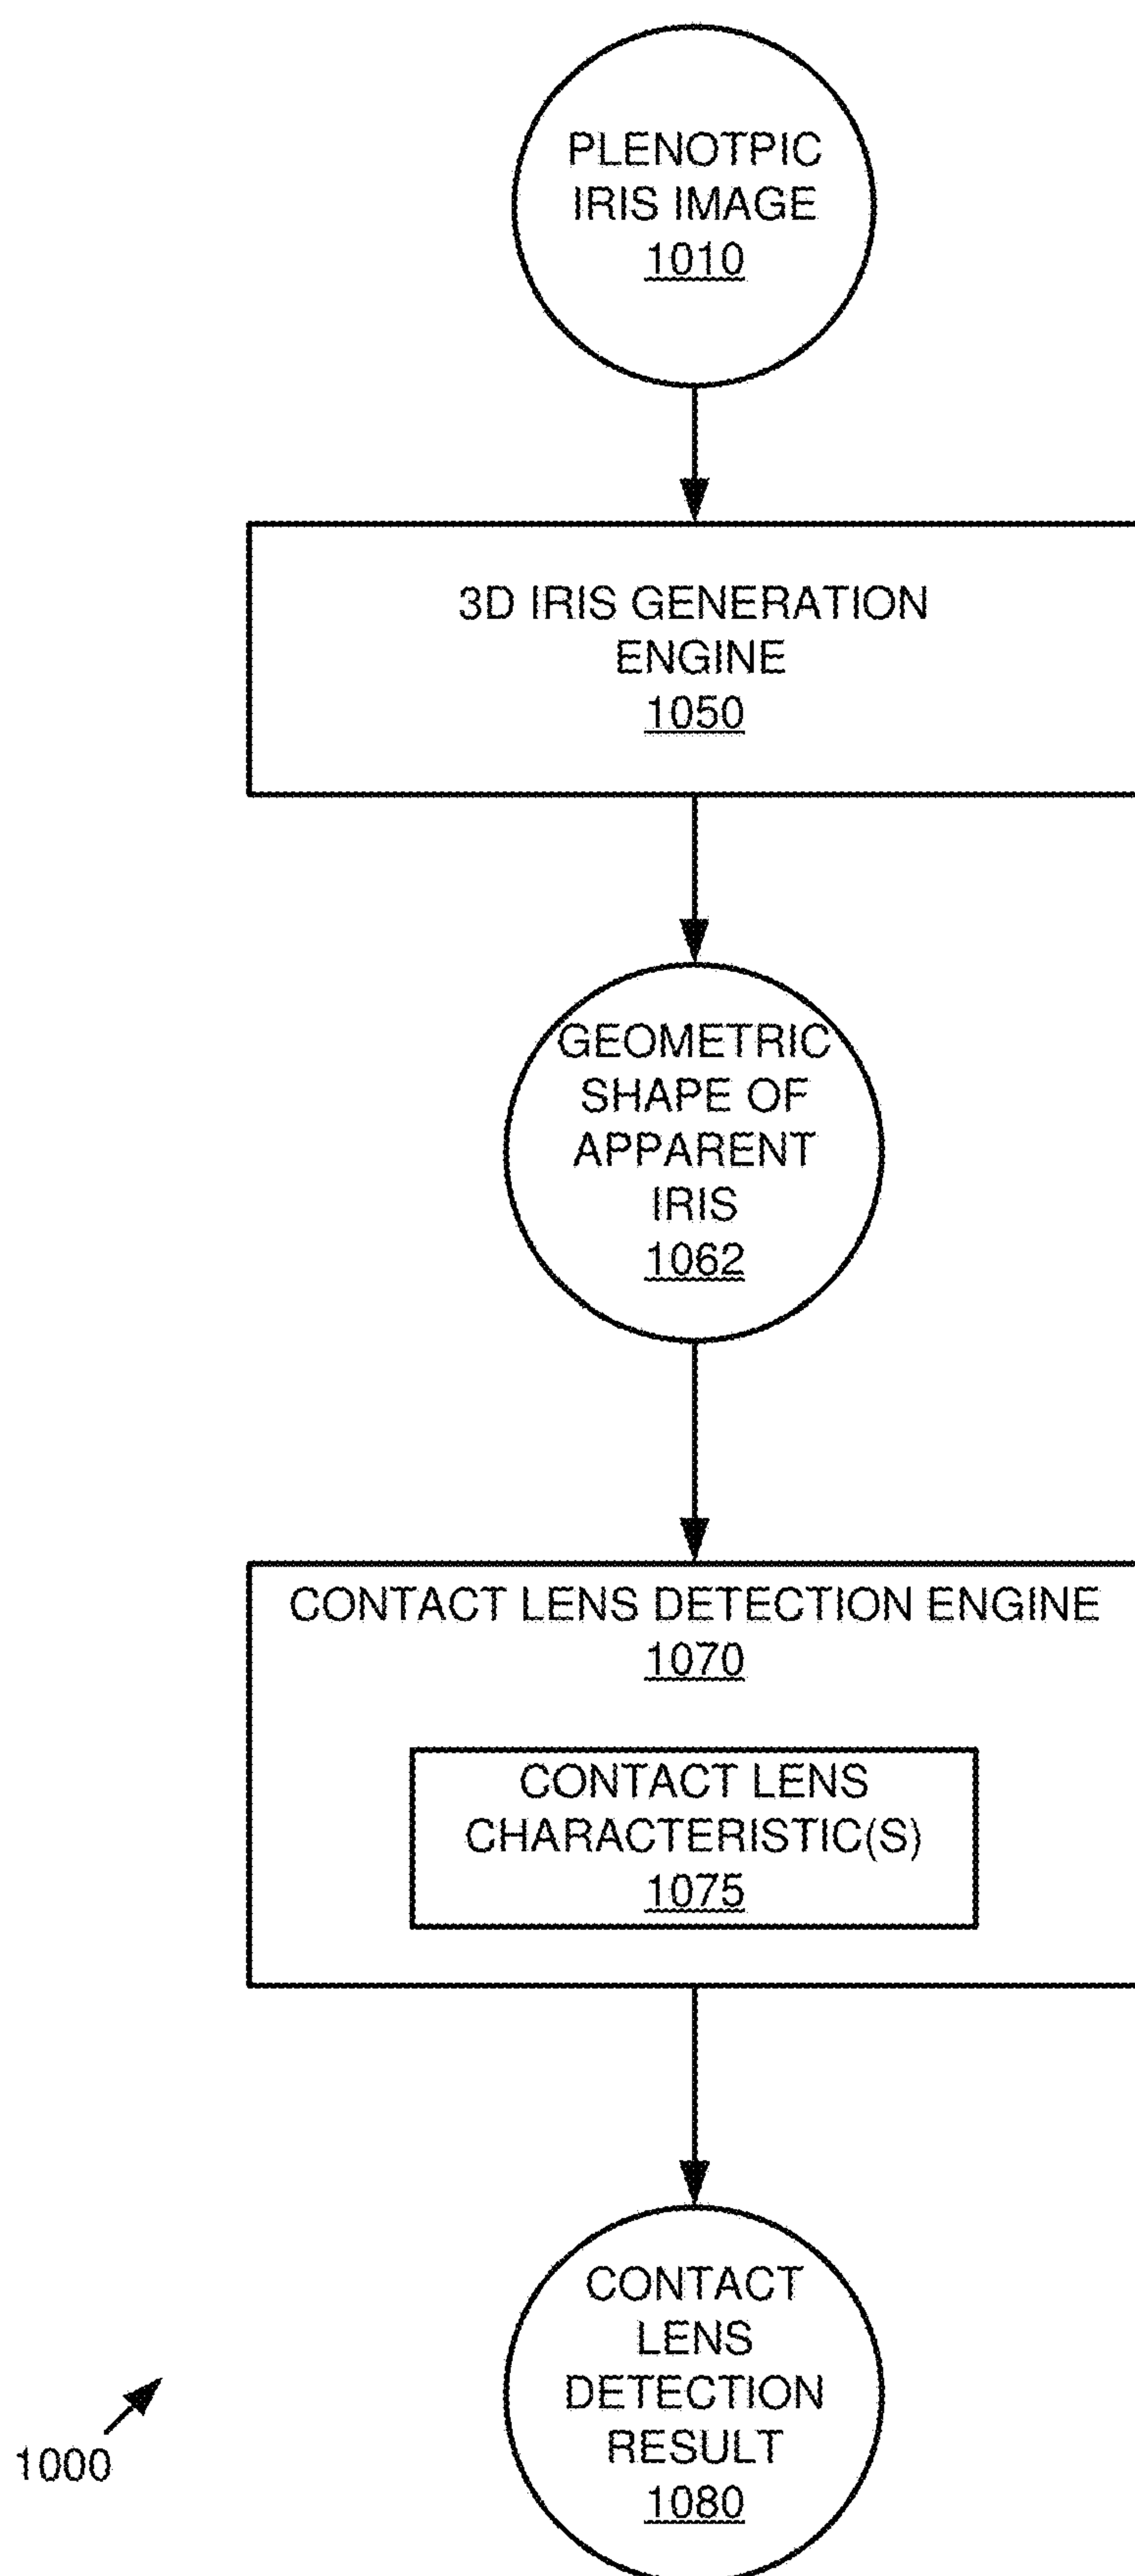 PLENOTPIC
IRIS IMAGE
1010
3D IRIS GENERATION
ENGINE
1050
GEOMETRIC
SHAPE OF
APPARENT
IRIS
1062
CONTACT LENS DETECTION ENGINE
1070
CONTACT LENS
CHARACTERISTIC(S)
1075
CONTACT
LENS
DETECTION
RESULT
1080
1000